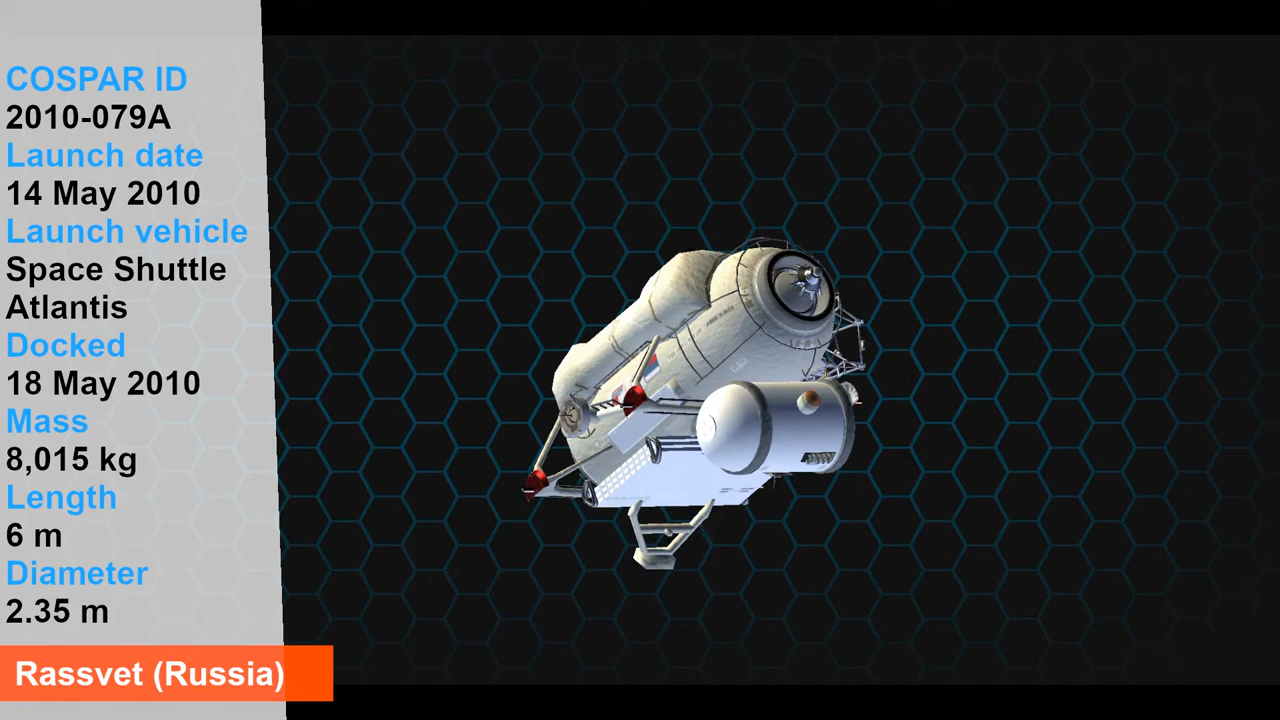 COSPAR ID
2010-079A
Launch date
14 May 2010
Launch vehicle
Space Shuttle
Atlantis
Docked
18 May 2010
Mass
8,015 kg
Length
6 m
Diameter
2.35 m
Rassvet (Russia)